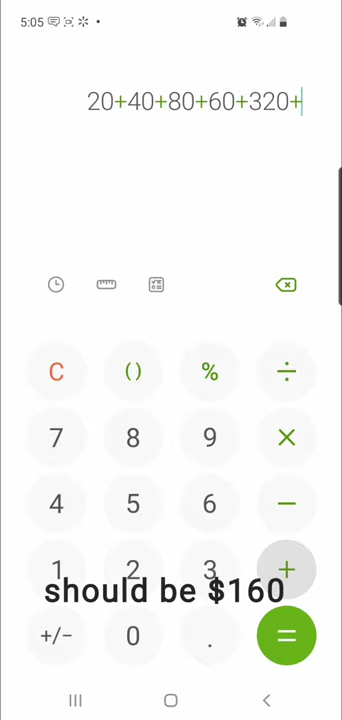 5:05
20+40+80+60+320+
C ( ) % ÷
7 8 9 ×
4 5 6 −
1 2 3 +
should be $160
+/− 0 . =